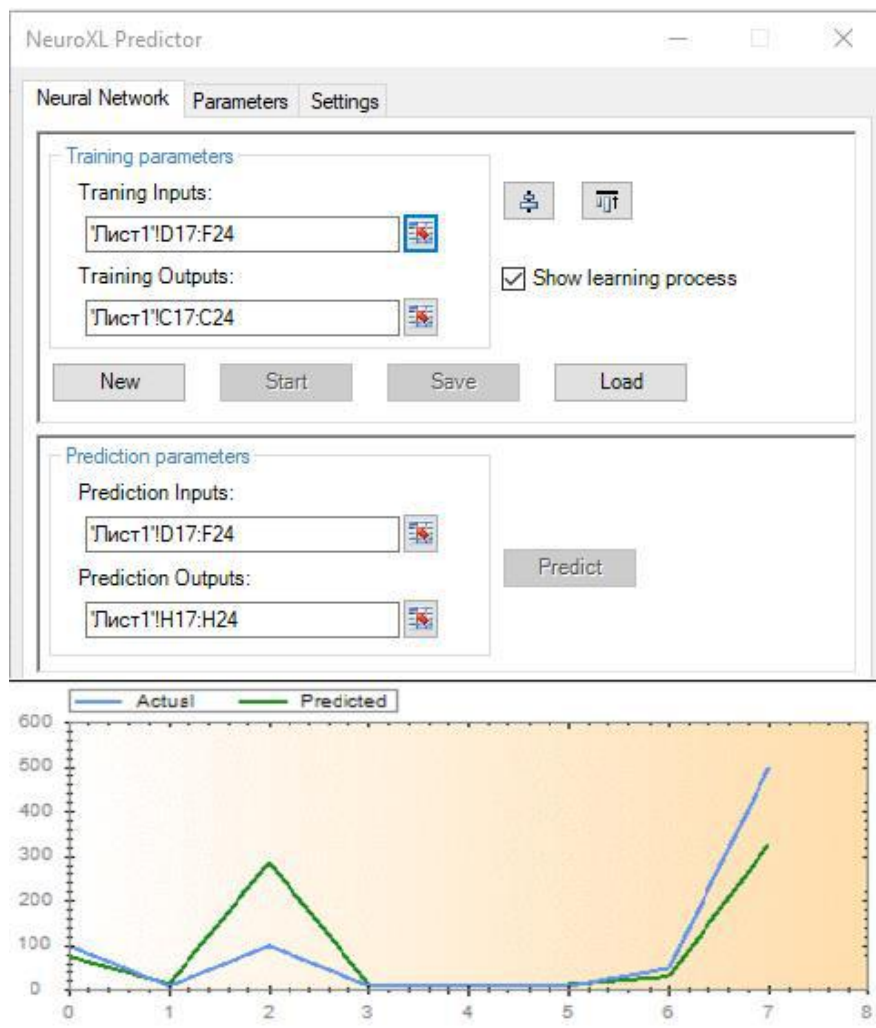 NeuroXL Predictor
Neural Network Parameters Settings
Training parameters
Traning Inputs:
'Лист1'!D17:F24
Training Outputs:
Show learning process
'Лист1'!C17:C24
New Start Save Load
Prediction parameters
Prediction Inputs:
'Лист1'!D17:F24
Predict
Prediction Outputs:
'Лист1'!H17:H24
Actual Predicted
600
500
400
300
200
100
0
0 1 2 3 4 5 6 7 8